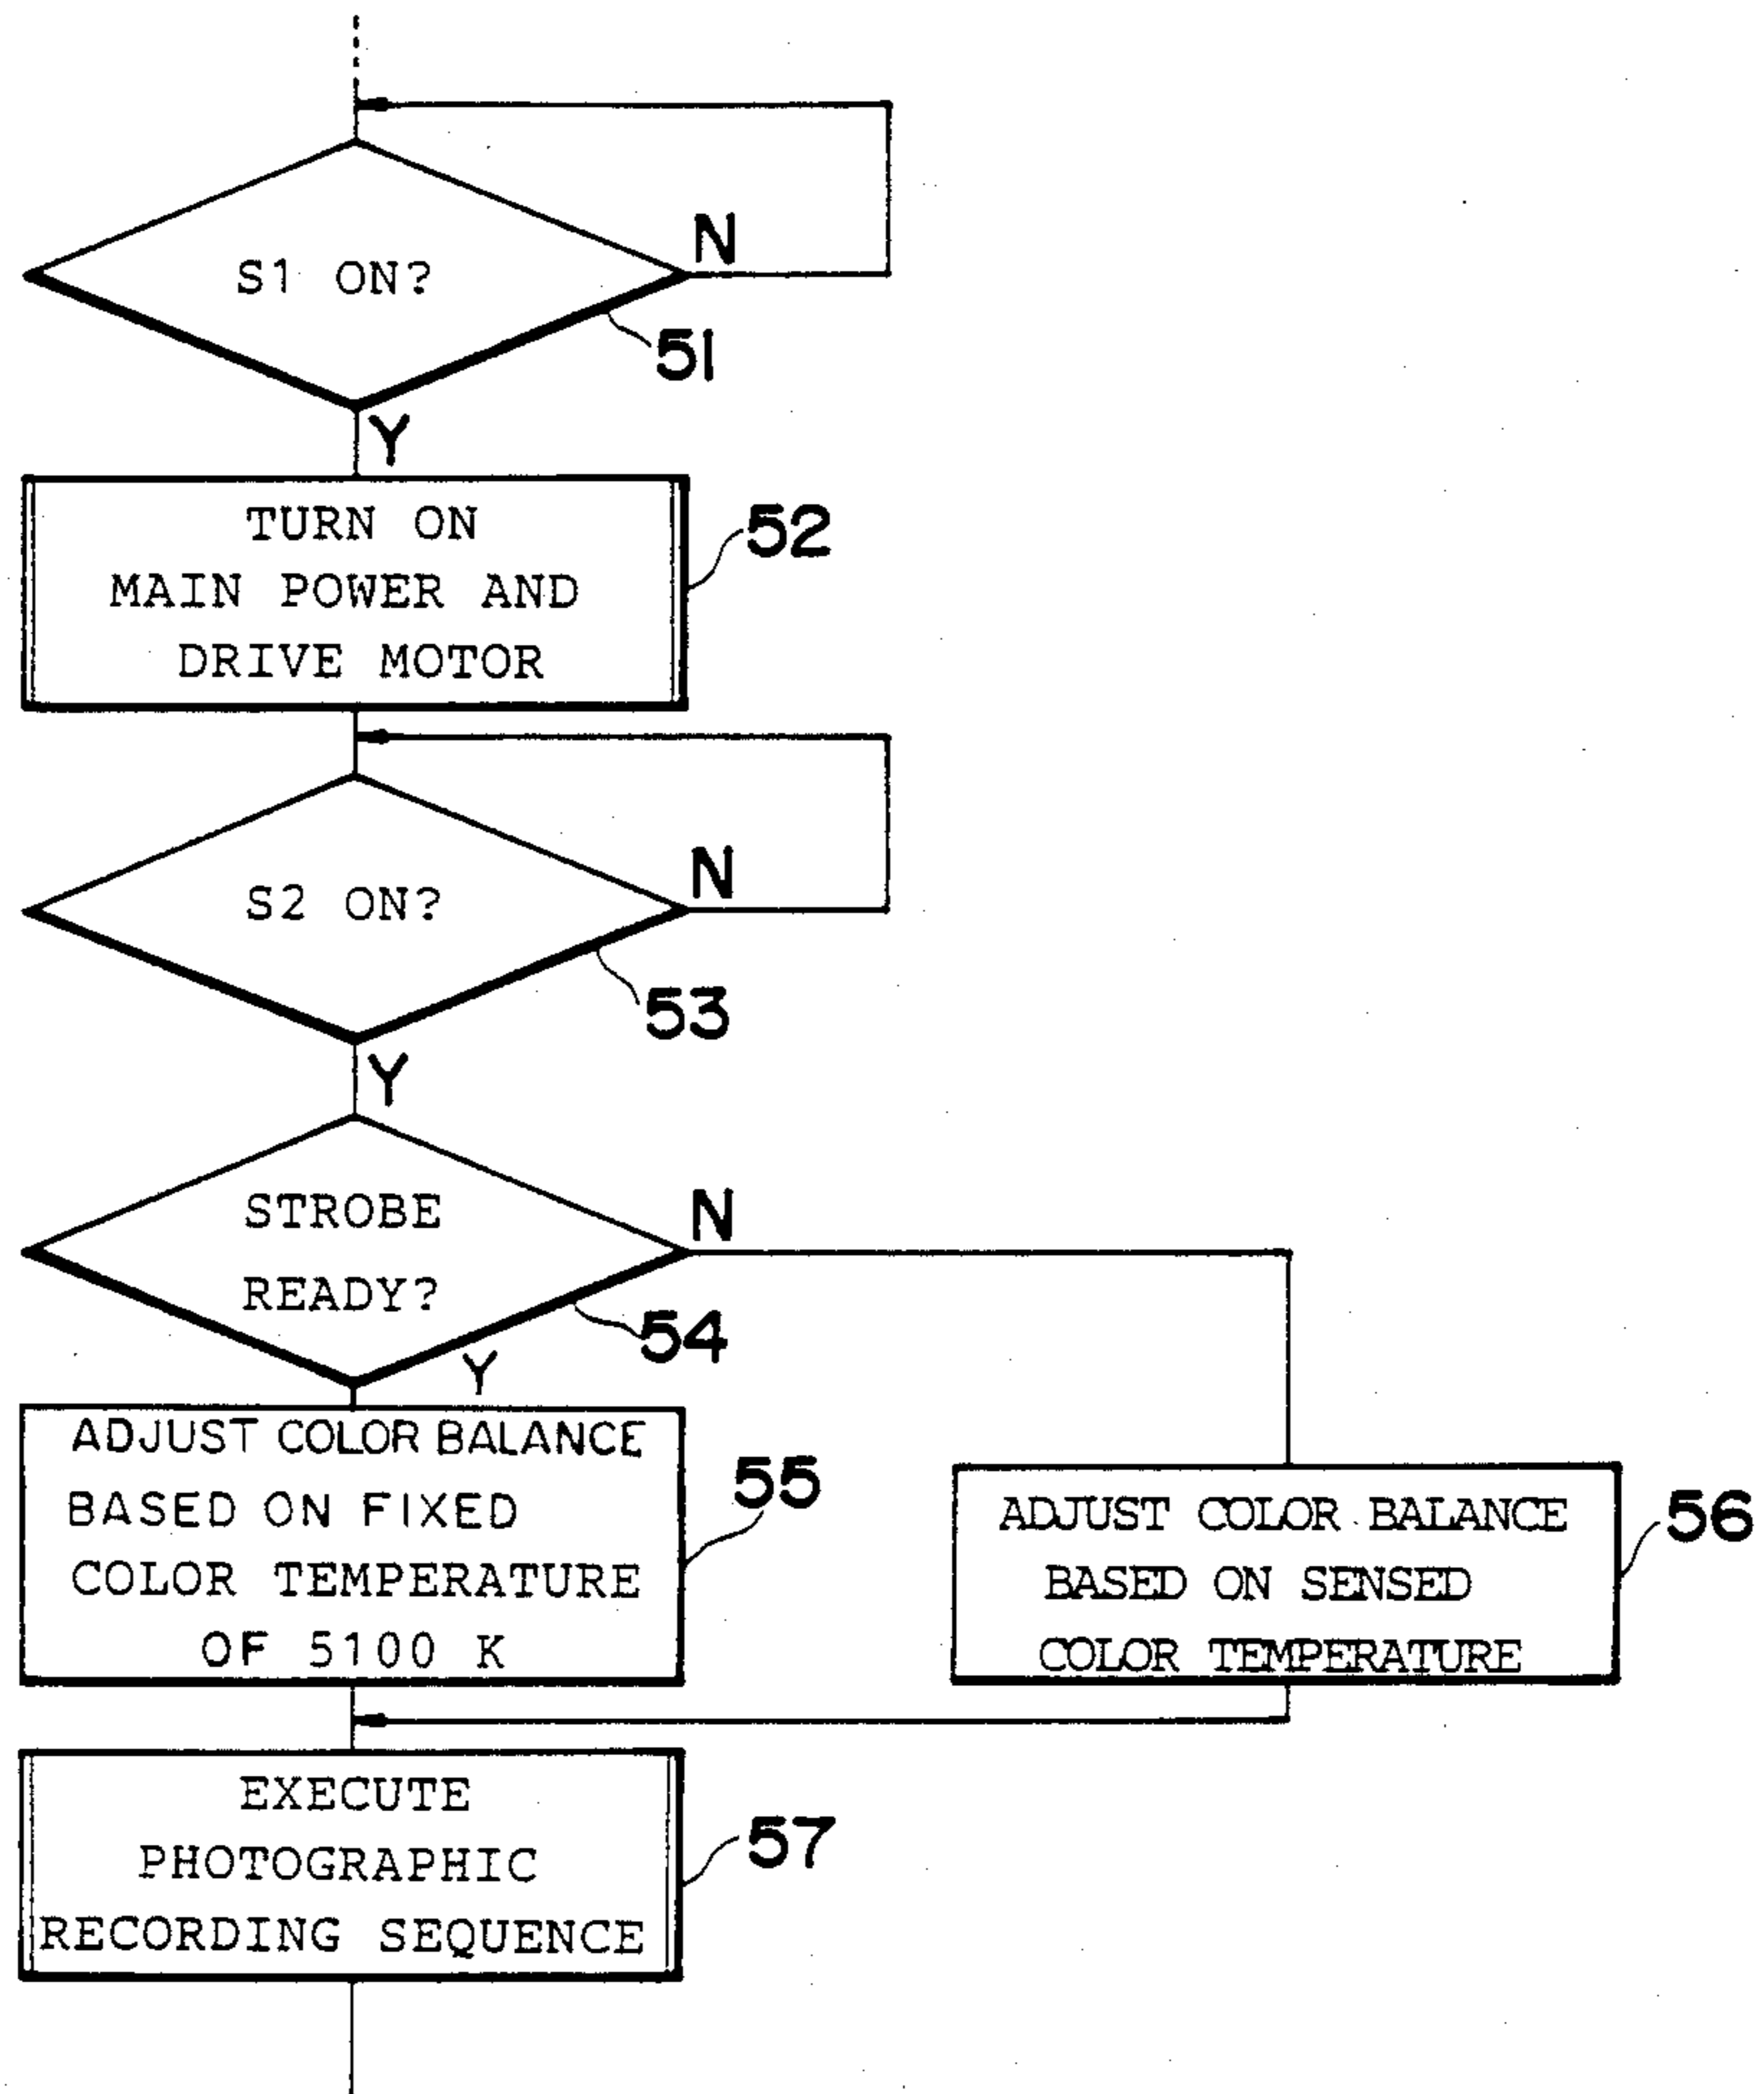 S1 ON?
N
51
Y
TURN ON
MAIN POWER AND
DRIVE MOTOR
52
S2 ON?
N
53
Y
STROBE
READY?
N
54
Y
ADJUST COLOR BALANCE
BASED ON FIXED
COLOR TEMPERATURE
OF 5100 K
55
ADJUST COLOR BALANCE
BASED ON SENSED
COLOR TEMPERATURE
56
EXECUTE
PHOTOGRAPHIC
RECORDING SEQUENCE
57